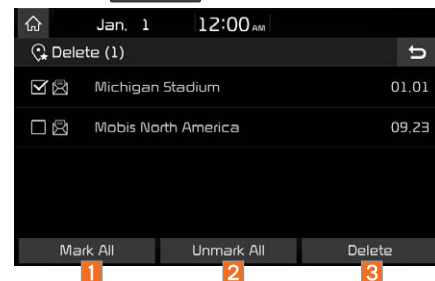 Jan. 1 12:00 AM
Delete (1)
Michigan Stadium 01.01
Mobis North America 09.23
Mark All Unmark All Delete
1 2 3